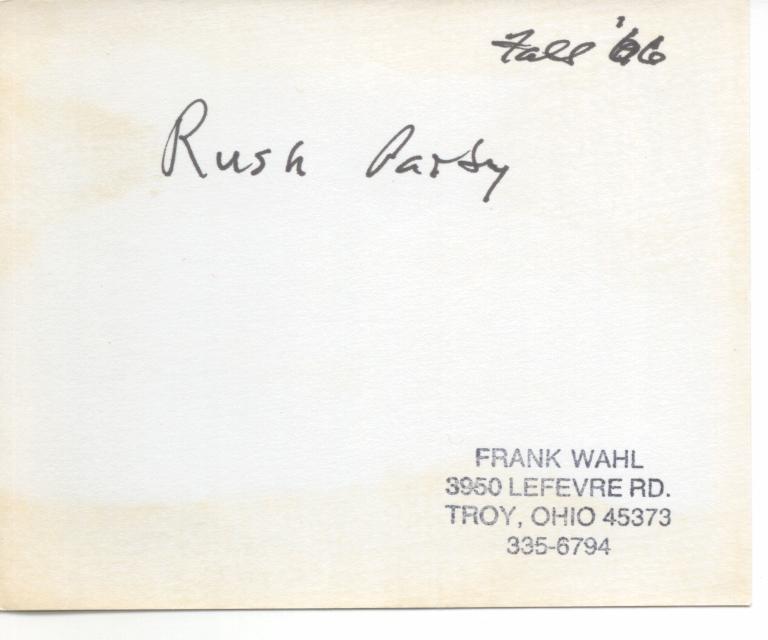 Fall '66
Rush Party
FRANK WAHL
3950 LEFEVRE RD.
TROY, OHIO 45373
335-6794